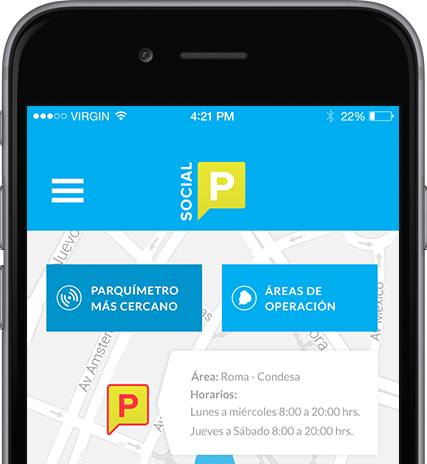 VIRGIN
4:21 PM
22%
SOCIAL
P
PARQUÍMETRO
MÁS CERCANO
ÁREAS DE
OPERACIÓN
Nuevo
Av Amster
Av México
Área: Roma - Condesa
Horarios:
Lunes a miércoles 8:00 a 20:00 hrs.
Jueves a Sábado 8:00 a 20:00 hrs.
P